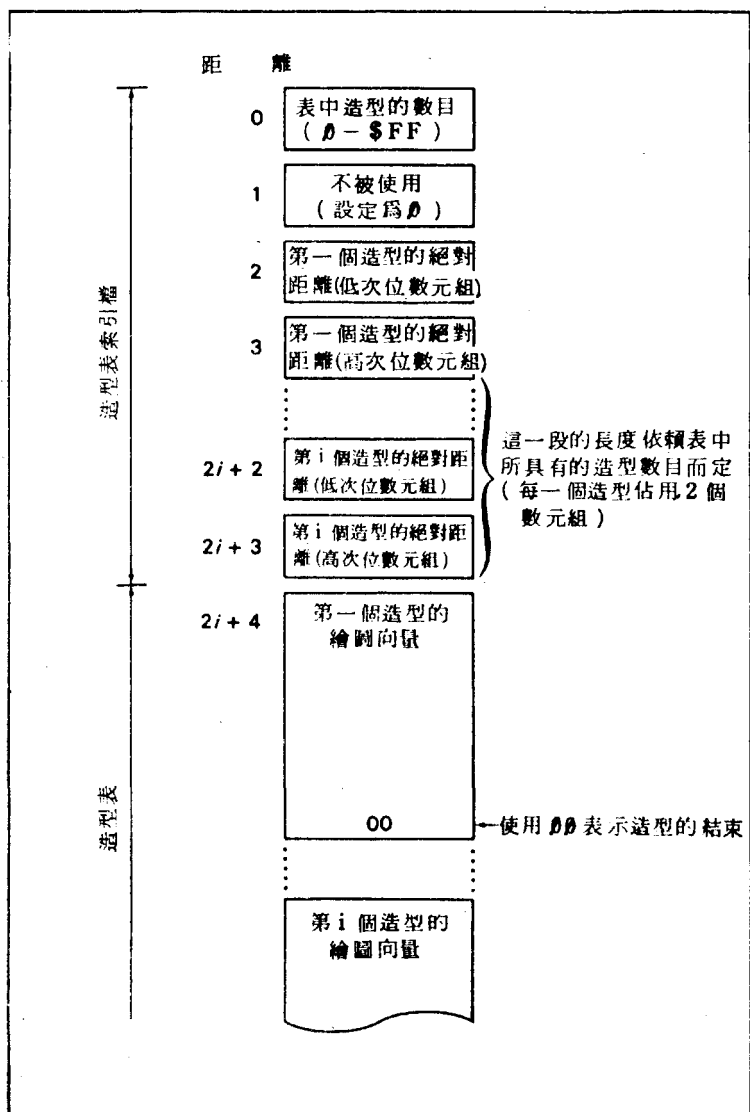 距 離
0
表中造型的數目
( 0 − $FF )
1
不被使用
( 設定爲0 )
2
第一個造型的絕對
距離(低次位數元組)
3
第一個造型的絕對
距離(高次位數元組)
造型表索引檔
這一段的長度依賴表中
所具有的造型數目而定
( 每一個造型佔用2個
數元組 )
2i + 2
第 i 個造型的絕對距
離(低次位數元組)
2i + 3
第 i 個造型的絕對距
離(高次位數元組)
2i + 4
第一個造型的
繪圖向量
造型表
00
使用 00 表示造型的結束
第 i 個造型的
繪圖向量